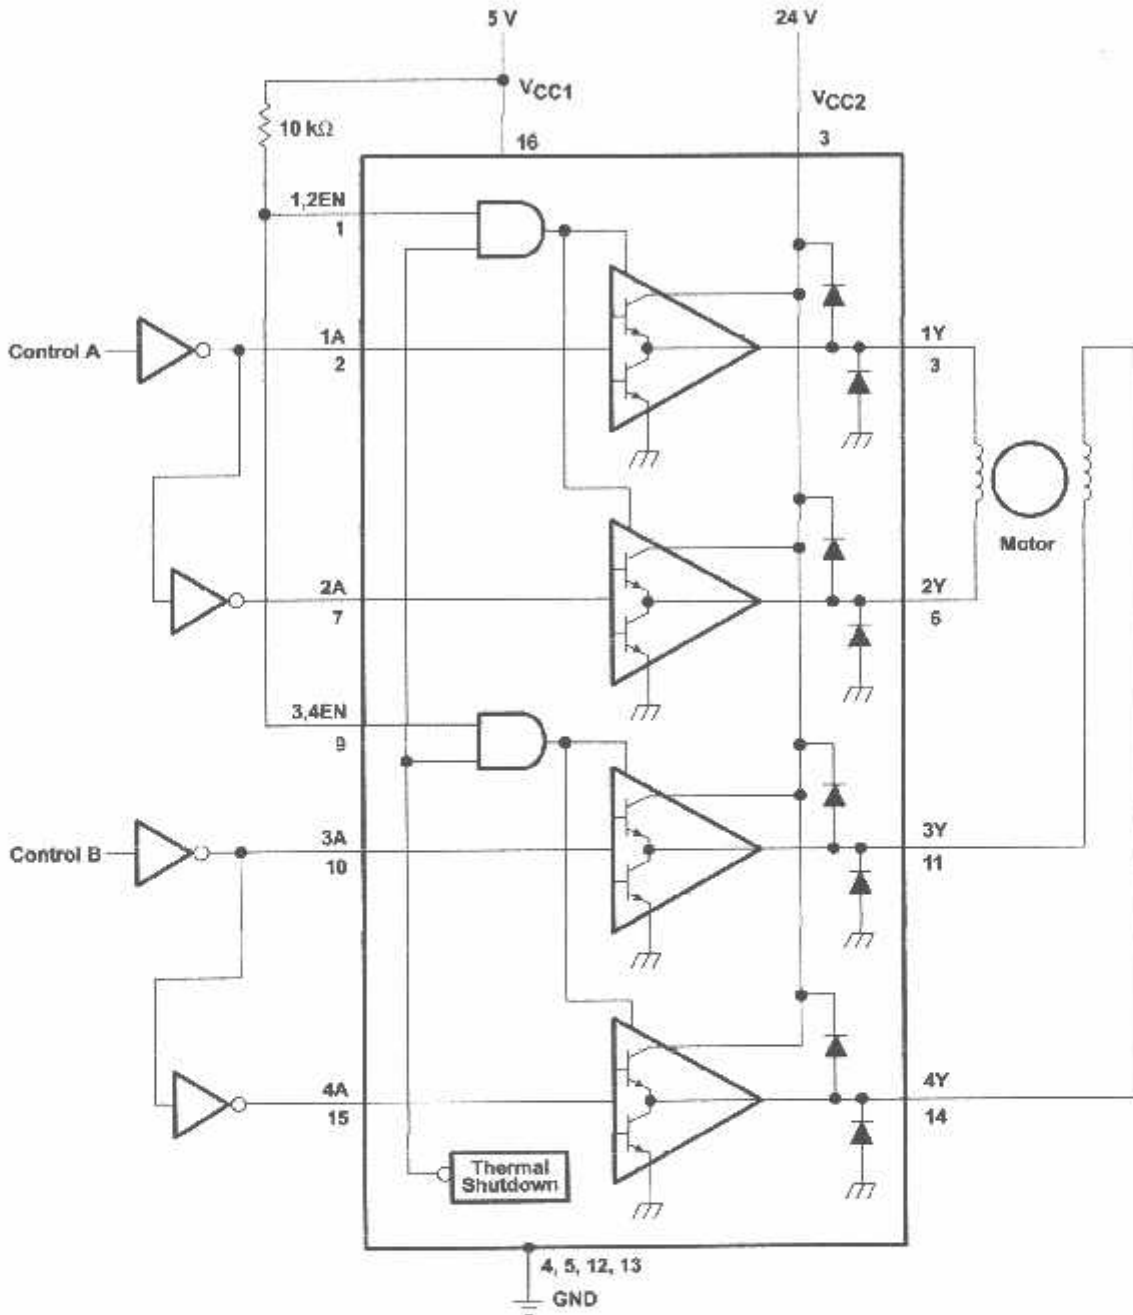 5 V
24 V
VCC1
VCC2
10 kΩ
16
3
1,2EN
1
Control A
1A
2
1Y
3
Motor
2A
7
2Y
6
3,4EN
9
Control B
3A
10
3Y
11
4A
15
4Y
14
Thermal
Shutdown
4, 5, 12, 13
GND